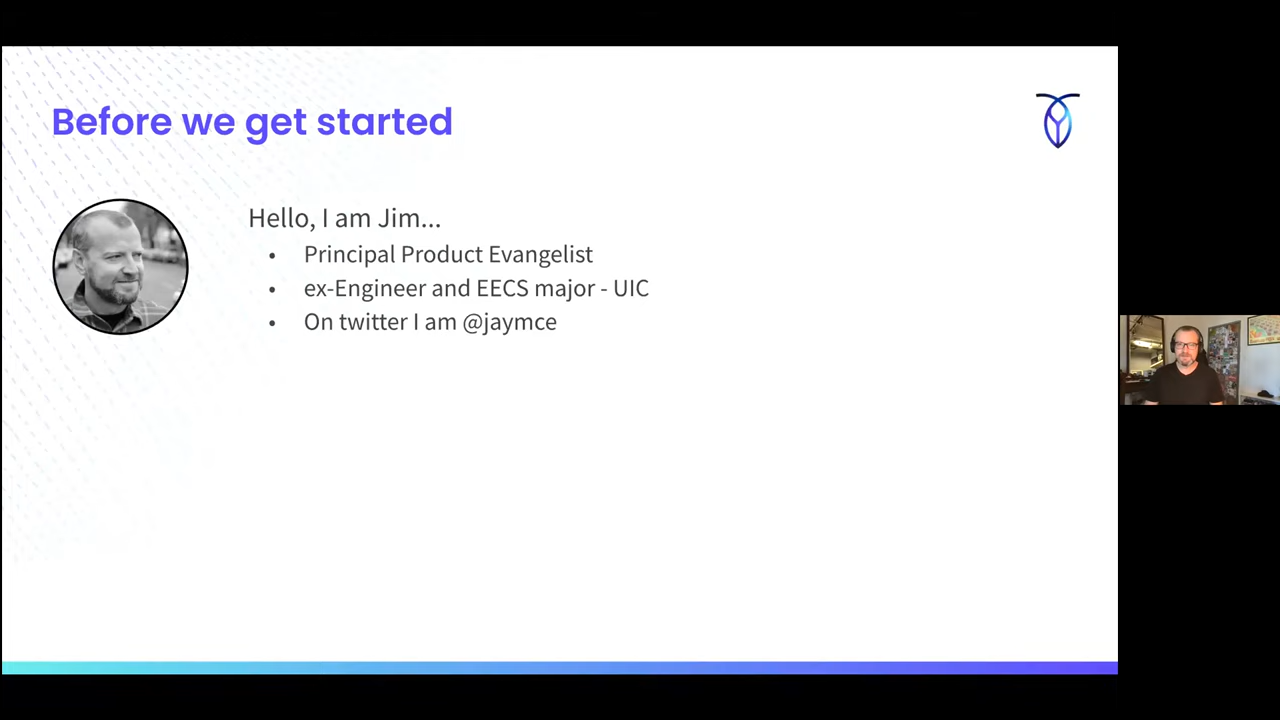 Before we get started
Hello, I am Jim...
• Principal Product Evangelist
• ex-Engineer and EECS major - UIC
• On twitter I am @jaymce